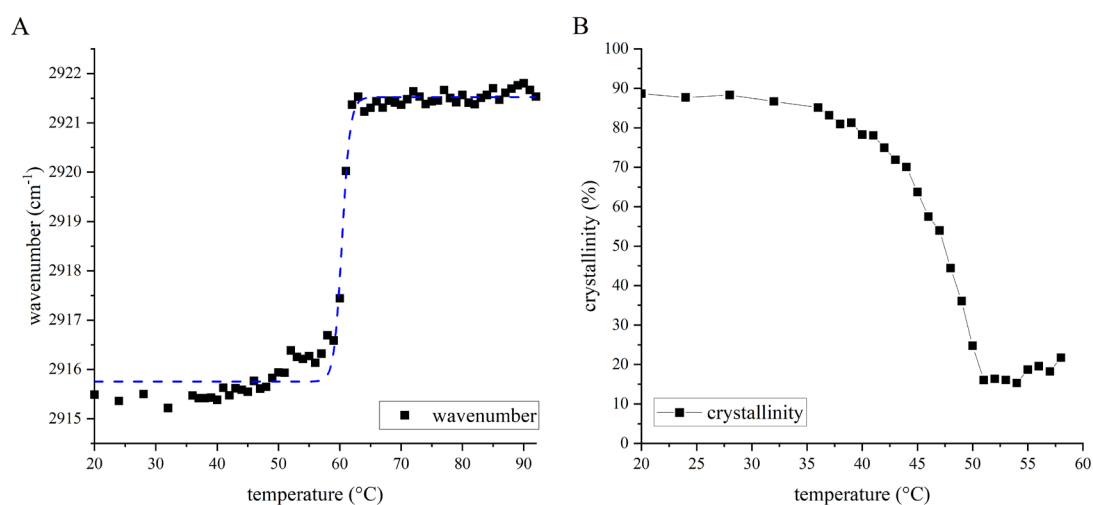 A
2922
2921
2920
2919
2918
2917
2916
2915
wavenumber (cm-1)
20 30 40 50 60 70 80 90
temperature (°C)
wavenumber
B
100
90
80
70
60
50
40
30
20
10
0
crystallinity (%)
20 25 30 35 40 45 50 55 60
temperature (°C)
crystallinity